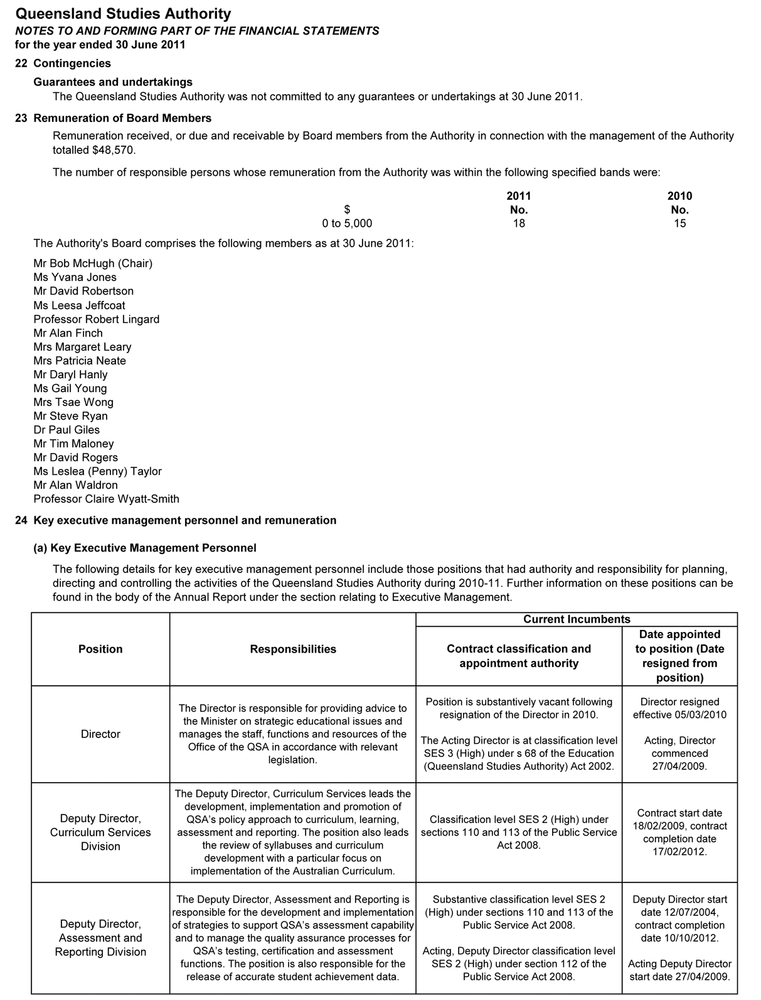 Queensland Studies Authority
NOTES TO AND FORMING PART OF THE FINANCIAL STATEMENTS
for the year ended 30 June 2011
22 Contingencies
Guarantees and undertakings
The Queensland Studies Authority was not committed to any guarantees or undertakings at 30 June 2011.
23 Remuneration of Board Members
Remuneration received, or due and receivable by Board members from the Authority in connection with the management of the Authority
totalled $48,570.
The number of responsible persons whose remuneration from the Authority was within the following specified bands were:
2011 2010
$ No. No.
0 to 5,000 18 15
The Authority's Board comprises the following members as at 30 June 2011:
Mr Bob McHugh (Chair)
Ms Yvana Jones
Mr David Robertson
Ms Leesa Jeffcoat
Professor Robert Lingard
Mr Alan Finch
Mrs Margaret Leary
Mrs Patricia Neate
Mr Daryl Hanly
Ms Gail Young
Mrs Tsae Wong
Mr Steve Ryan
Dr Paul Giles
Mr Tim Maloney
Mr David Rogers
Ms Leslea (Penny) Taylor
Mr Alan Waldron
Professor Claire Wyatt-Smith
24 Key executive management personnel and remuneration
(a) Key Executive Management Personnel
The following details for key executive management personnel include those positions that had authority and responsibility for planning,
directing and controlling the activities of the Queensland Studies Authority during 2010-11. Further information on these positions can be
found in the body of the Annual Report under the section relating to Executive Management.
Position
Responsibilities
Current Incumbents
Contract classification and
appointment authority
Date appointed
to position (Date
resigned from
position)
Director
The Director is responsible for providing advice to
the Minister on strategic educational issues and
manages the staff, functions and resources of the
Office of the QSA in accordance with relevant
legislation.
Position is substantively vacant following
resignation of the Director in 2010.
The Acting Director is at classification level
SES 3 (High) under s 68 of the Education
(Queensland Studies Authority) Act 2002.
Director resigned
effective 05/03/2010
Acting, Director
commenced
27/04/2009.
Deputy Director,
Curriculum Services
Division
The Deputy Director, Curriculum Services leads the
development, implementation and promotion of
QSA's policy approach to curriculum, learning,
assessment and reporting. The position also leads
the review of syllabuses and curriculum
development with a particular focus on
implementation of the Australian Curriculum.
Classification level SES 2 (High) under
sections 110 and 113 of the Public Service
Act 2008.
Contract start date
18/02/2009, contract
completion date
17/02/2012.
Deputy Director,
Assessment and
Reporting Division
The Deputy Director, Assessment and Reporting is
responsible for the development and implementation
of strategies to support QSA's assessment capability
and to manage the quality assurance processes for
QSA's testing, certification and assessment
functions. The position is also responsible for the
release of accurate student achievement data.
Substantive classification level SES 2
(High) under sections 110 and 113 of the
Public Service Act 2008.
Acting, Deputy Director classification level
SES 2 (High) under section 112 of the
Public Service Act 2008.
Deputy Director start
date 12/07/2004,
contract completion
date 10/10/2012.
Acting Deputy Director
start date 27/04/2009.